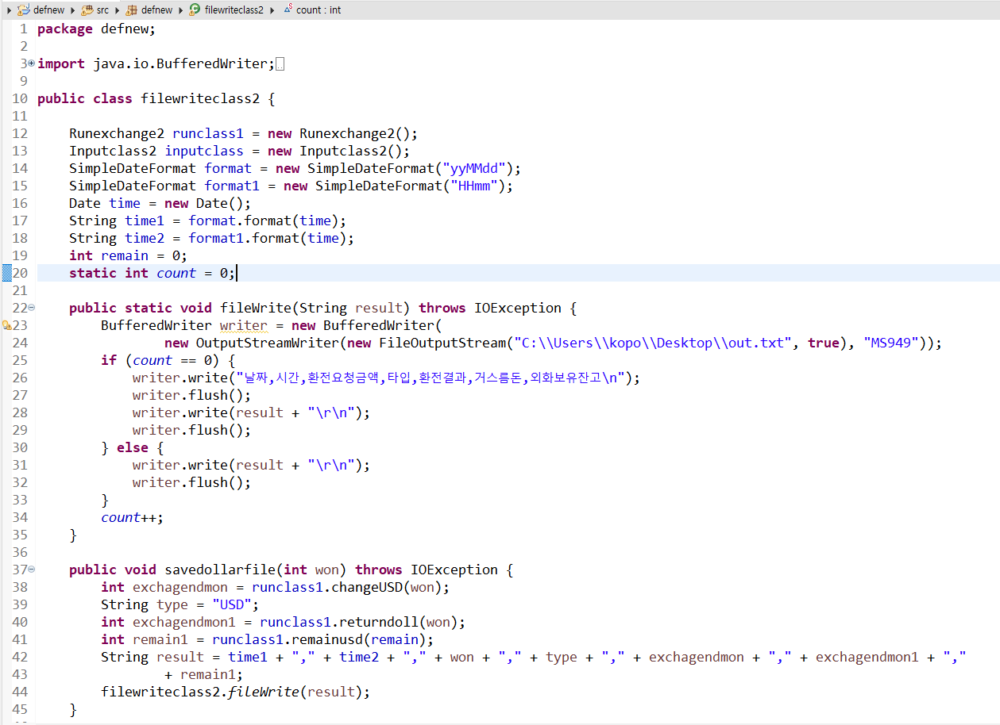 defnew src defnew filewriteclass2 count : int
1 package defnew;
2
3 import java.io.BufferedWriter;
9
10 public class filewriteclass2 {
11
12     Runexchange2 runclass1 = new Runexchange2();
13     Inputclass2 inputclass = new Inputclass2();
14     SimpleDateFormat format = new SimpleDateFormat("yyMMdd");
15     SimpleDateFormat format1 = new SimpleDateFormat("HHmm");
16     Date time = new Date();
17     String time1 = format.format(time);
18     String time2 = format1.format(time);
19     int remain = 0;
20     static int count = 0;
21
22     public static void fileWrite(String result) throws IOException {
23         BufferedWriter writer = new BufferedWriter(
24                 new OutputStreamWriter(new FileOutputStream("C:\\Users\\kopo\\Desktop\\out.txt", true), "MS949"));
25         if (count == 0) {
26             writer.write("날짜,시간,환전요청금액,타입,환전결과,거스름돈,외화보유잔고\n");
27             writer.flush();
28             writer.write(result + "\r\n");
29             writer.flush();
30         } else {
31             writer.write(result + "\r\n");
32             writer.flush();
33         }
34         count++;
35     }
36
37     public void savedollarfile(int won) throws IOException {
38         int exchagendmon = runclass1.changeUSD(won);
39         String type = "USD";
40         int exchagendmon1 = runclass1.returndoll(won);
41         int remain1 = runclass1.remainusd(remain);
42         String result = time1 + "," + time2 + "," + won + "," + type + "," + exchagendmon + "," + exchagendmon1 + ","
43                 + remain1;
44         filewriteclass2.fileWrite(result);
45     }